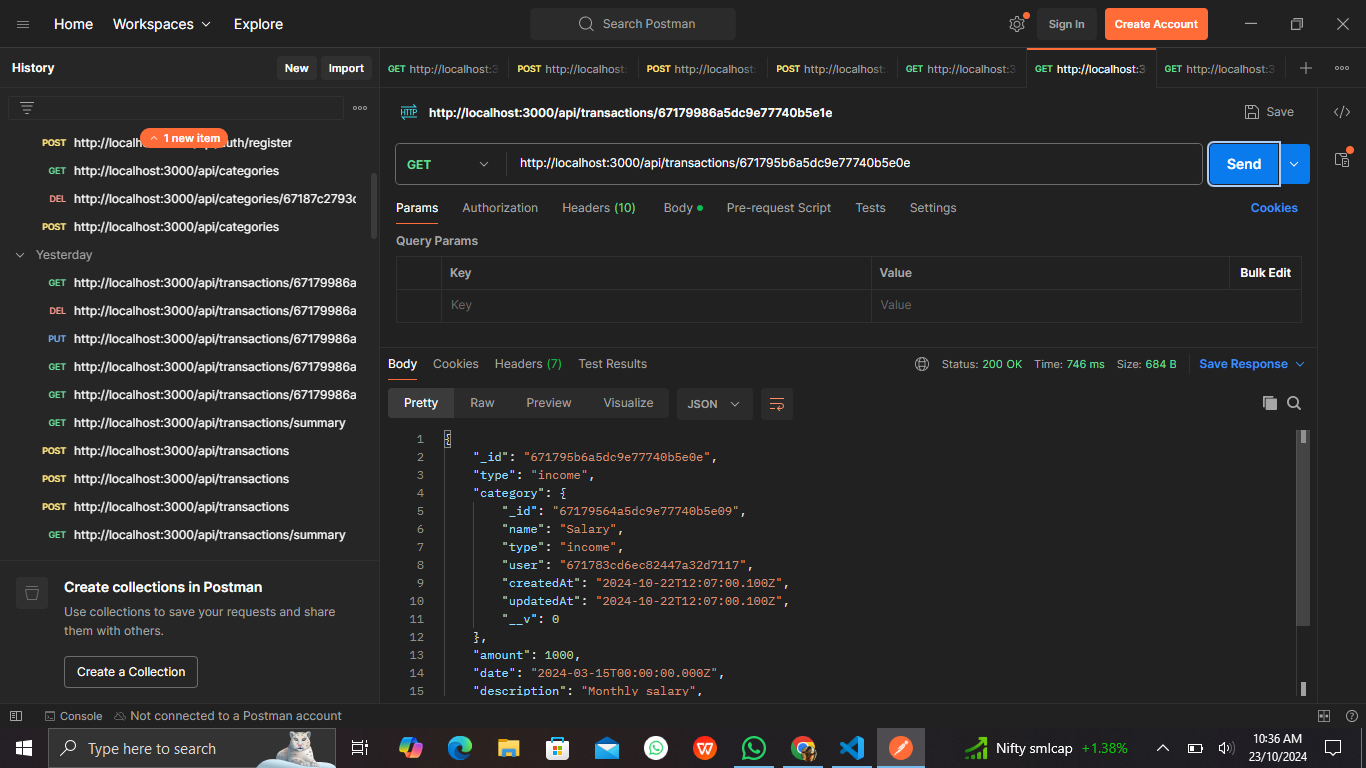 Home Workspaces Explore Search Postman Sign In Create Account
History New Import
GET http://localhost:3 POST http://localhost: POST http://localhost: POST http://localhost: GET http://localhost:3 GET http://localhost:3 GET http://localhost:3
HTTP http://localhost:3000/api/transactions/67179986a5dc9e77740b5e1e Save
1 new item
POST http://localh uth/register
GET http://localhost:3000/api/categories
DEL http://localhost:3000/api/categories/67187c2793c
POST http://localhost:3000/api/categories
Yesterday
GET http://localhost:3000/api/transactions/67179986a
DEL http://localhost:3000/api/transactions/67179986a
PUT http://localhost:3000/api/transactions/67179986a
GET http://localhost:3000/api/transactions/67179986a
GET http://localhost:3000/api/transactions/67179986a
GET http://localhost:3000/api/transactions/summary
POST http://localhost:3000/api/transactions
POST http://localhost:3000/api/transactions
POST http://localhost:3000/api/transactions
GET http://localhost:3000/api/transactions/summary
Create collections in Postman
Use collections to save your requests and share
them with others.
Create a Collection
GET http://localhost:3000/api/transactions/671795b6a5dc9e77740b5e0e Send
Params Authorization Headers (10) Body Pre-request Script Tests Settings Cookies
Query Params
Key Value Bulk Edit
Key Value
Body Cookies Headers (7) Test Results Status: 200 OK Time: 746 ms Size: 684 B Save Response
Pretty Raw Preview Visualize JSON
1 {
2 "_id": "671795b6a5dc9e77740b5e0e",
3 "type": "income",
4 "category": {
5 "_id": "67179564a5dc9e77740b5e09",
6 "name": "Salary",
7 "type": "income",
8 "user": "671783cd6ec82447a32d7117",
9 "createdAt": "2024-10-22T12:07:00.100Z",
10 "updatedAt": "2024-10-22T12:07:00.100Z",
11 "__v": 0
12 },
13 "amount": 1000,
14 "date": "2024-03-15T00:00:00.000Z",
15 "description": "Monthly salary",
Console Not connected to a Postman account
Type here to search Nifty smlcap +1.38% 10:36 AM
23/10/2024